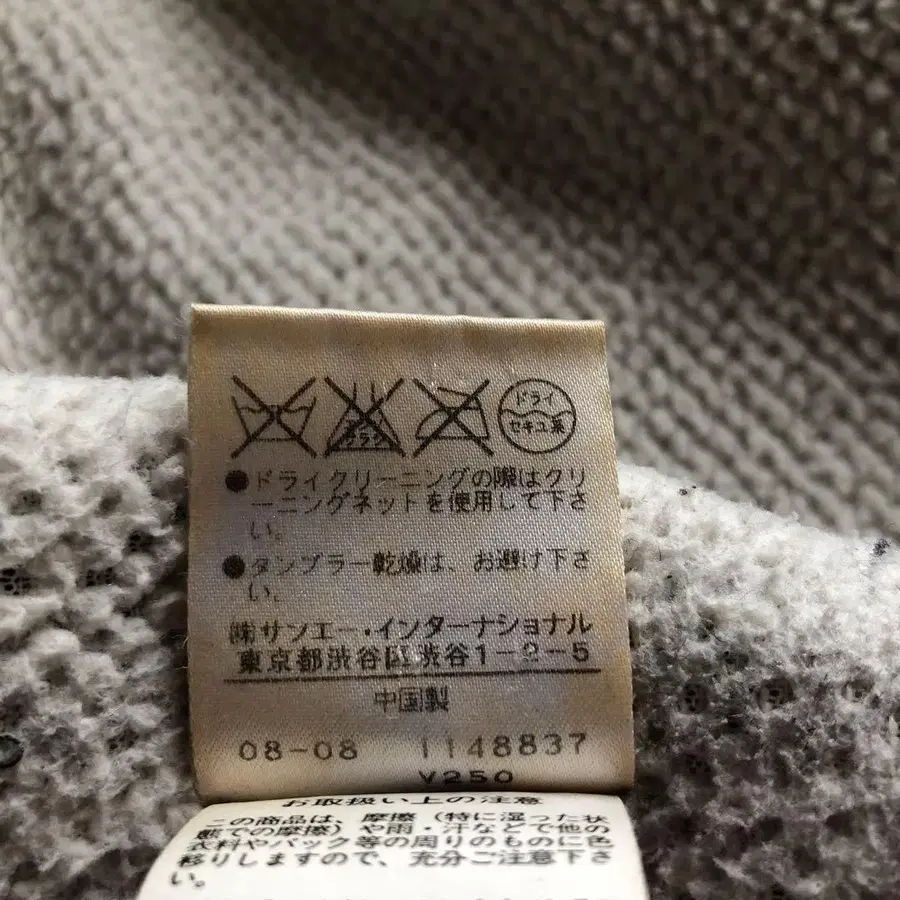 エンソ サラシ
ドライ
セキユ系
●ドライクリーニングの際はクリ
ーニングネットを使用して下さ
い。
●タンブラー乾燥は、お避け下さ
い。
㈱サンエー・インターナショナル
東京都渋谷区渋谷1-2-5
中国製
08-08 1148837
V250
お取扱い上の注意
この商品は、摩擦(特に湿った状
態での摩擦)や雨・汗などで他の
衣料やバック等の周りのものに色
移りしますので、充分ご注意下さ
い。